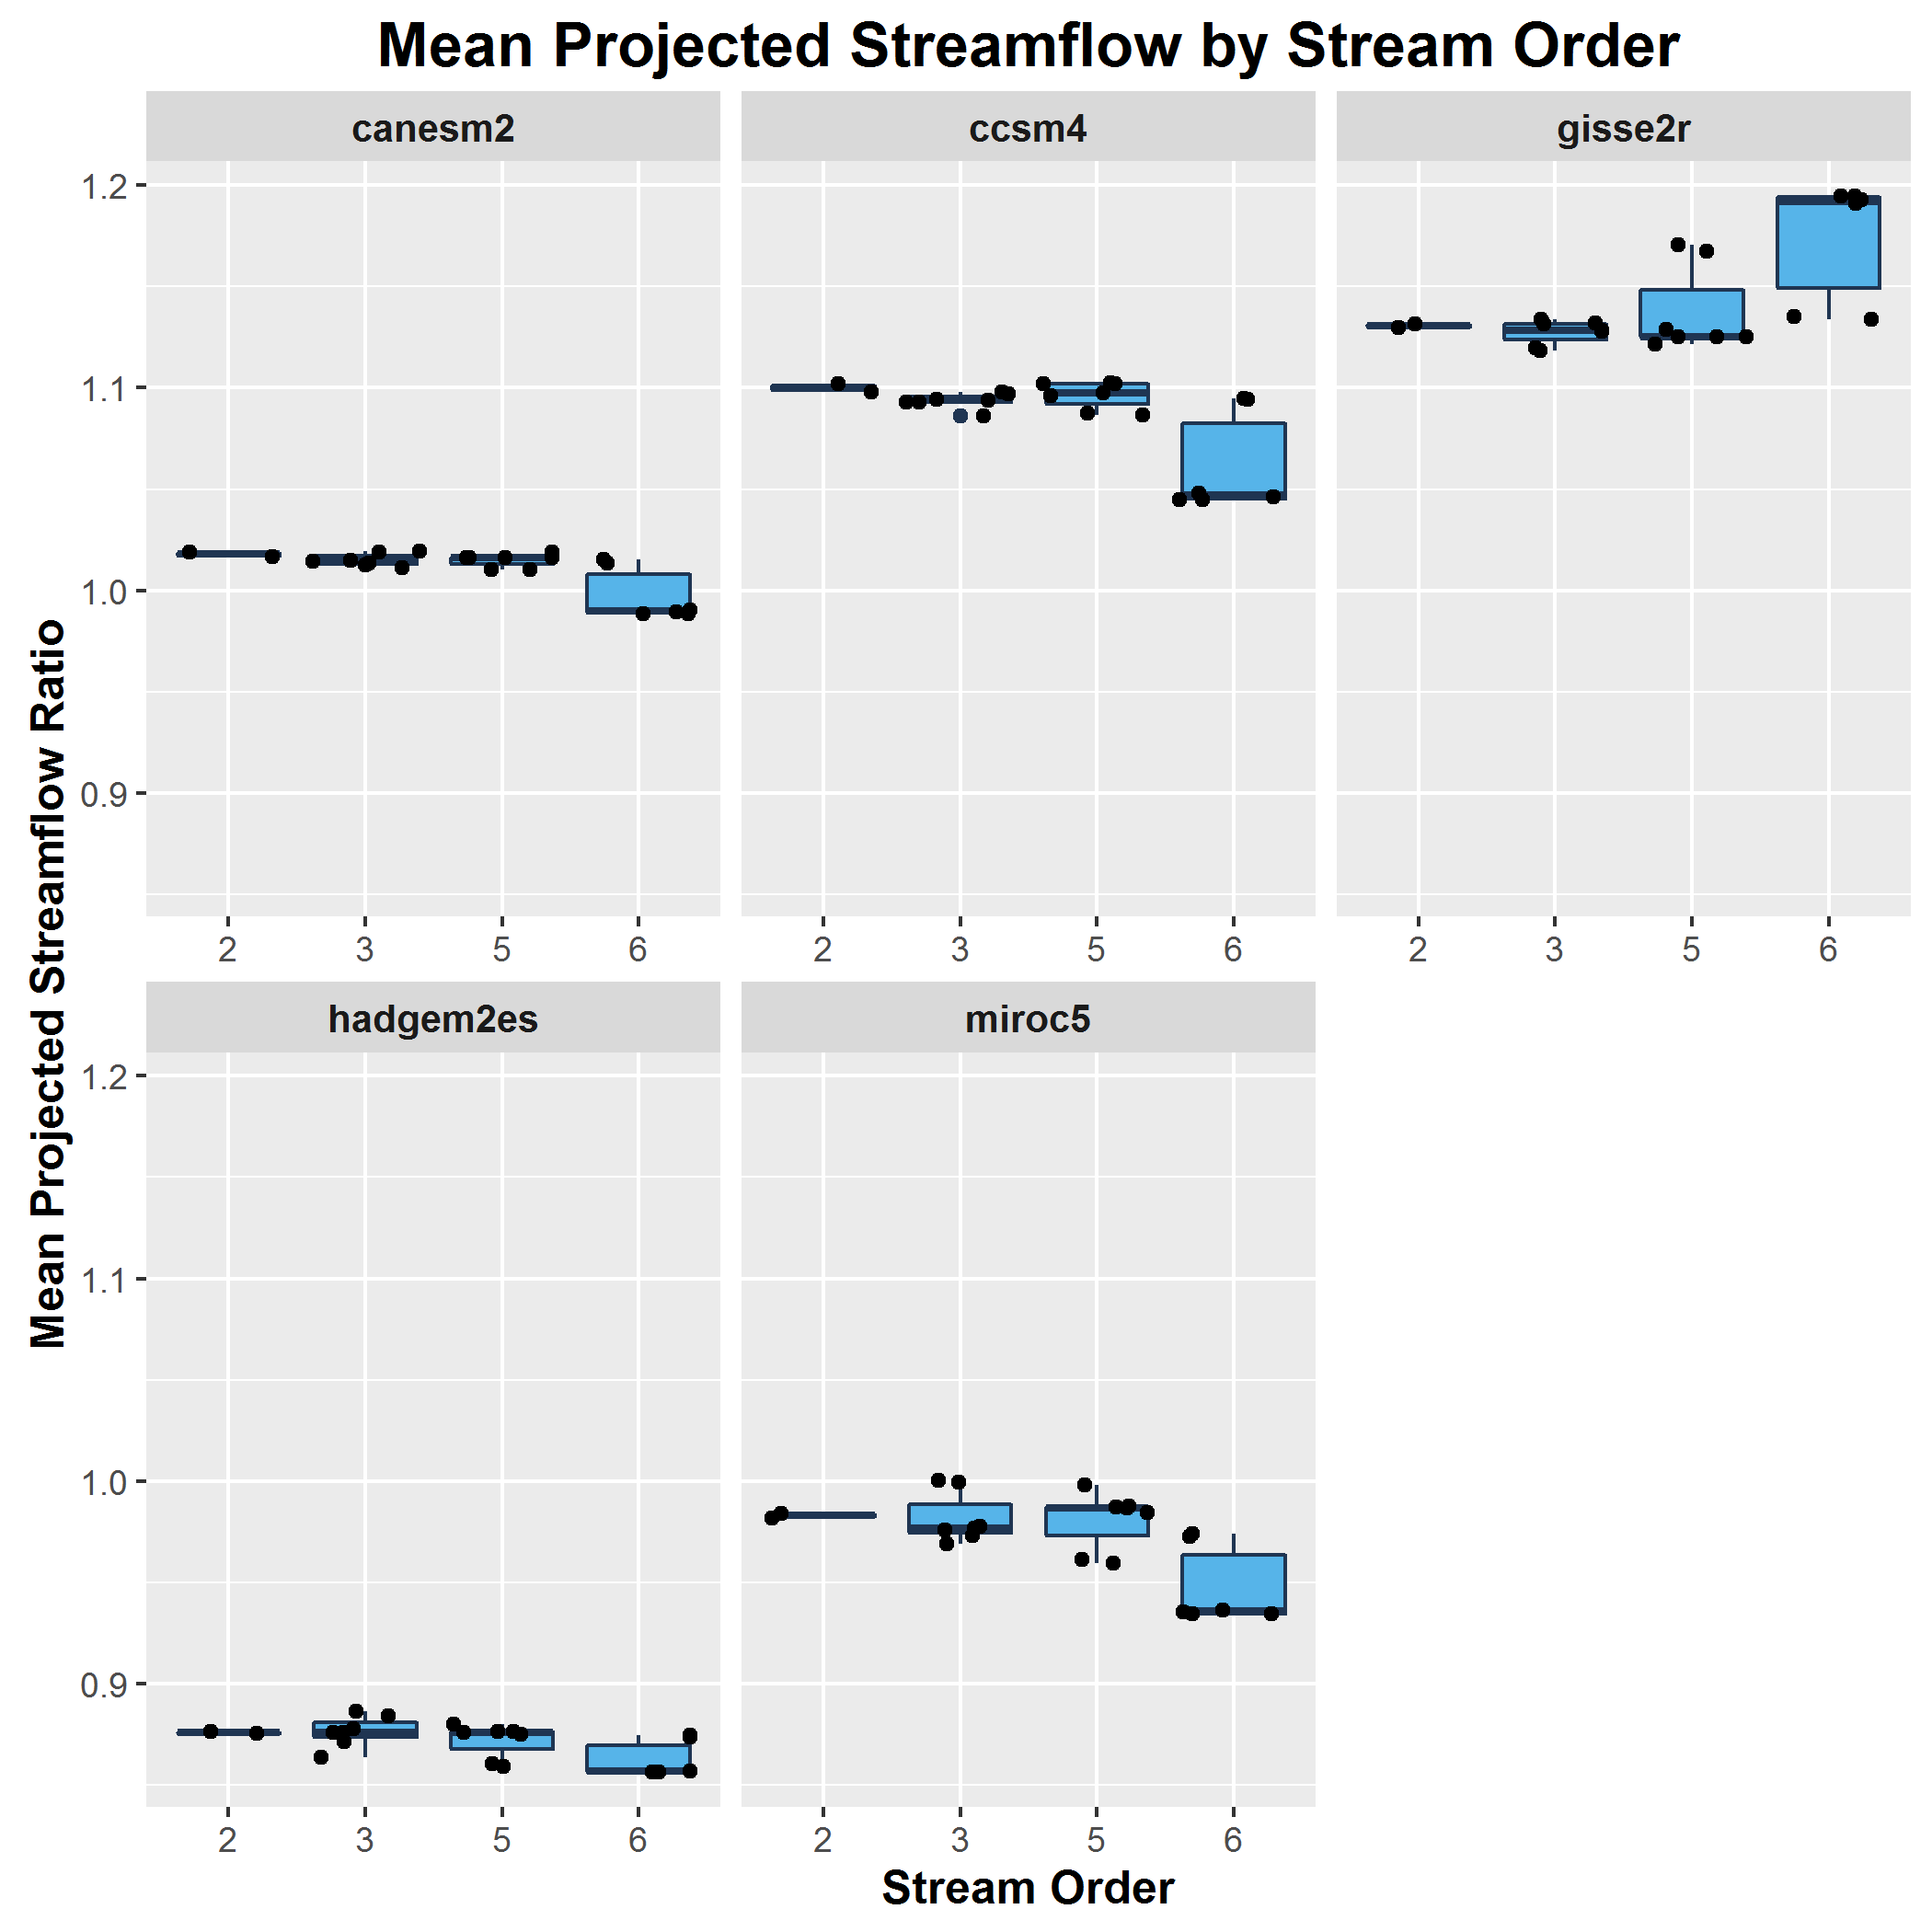 Mean Projected Streamflow by Stream Order
canesm2 ccsm4 gisse2r
1.2
1.1
1.0
0.9
2 3 5 6 2 3 5 6 2 3 5 6
Mean Projected Streamflow Ratio
hadgem2es miroc5
1.2
1.1
1.0
0.9
2 3 5 6 2 3 5 6
Stream Order